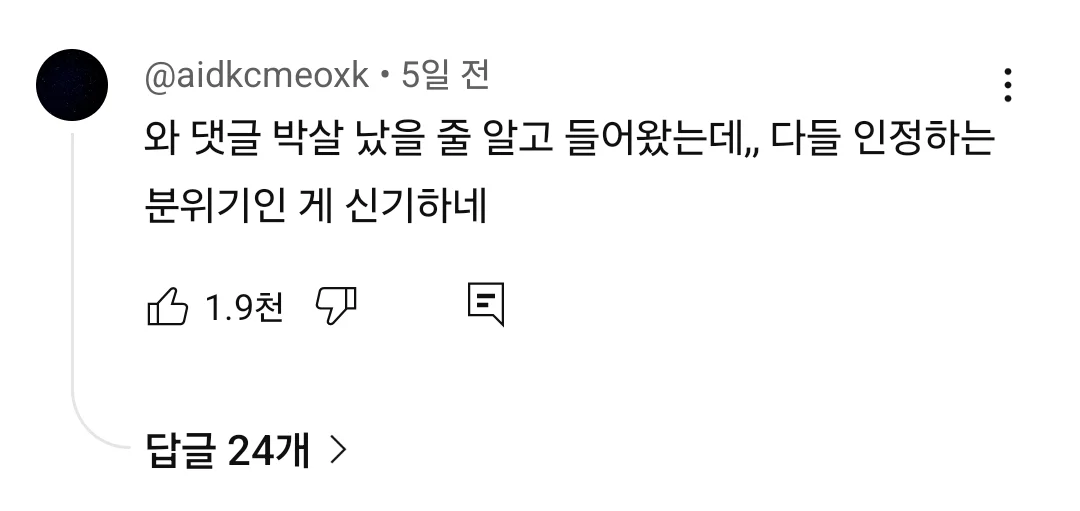 @aidkcmeoxk • 5일 전
와 댓글 박살 났을 줄 알고 들어왔는데,, 다들 인정하는
분위기인 게 신기하네
1.9천
답글 24개 >